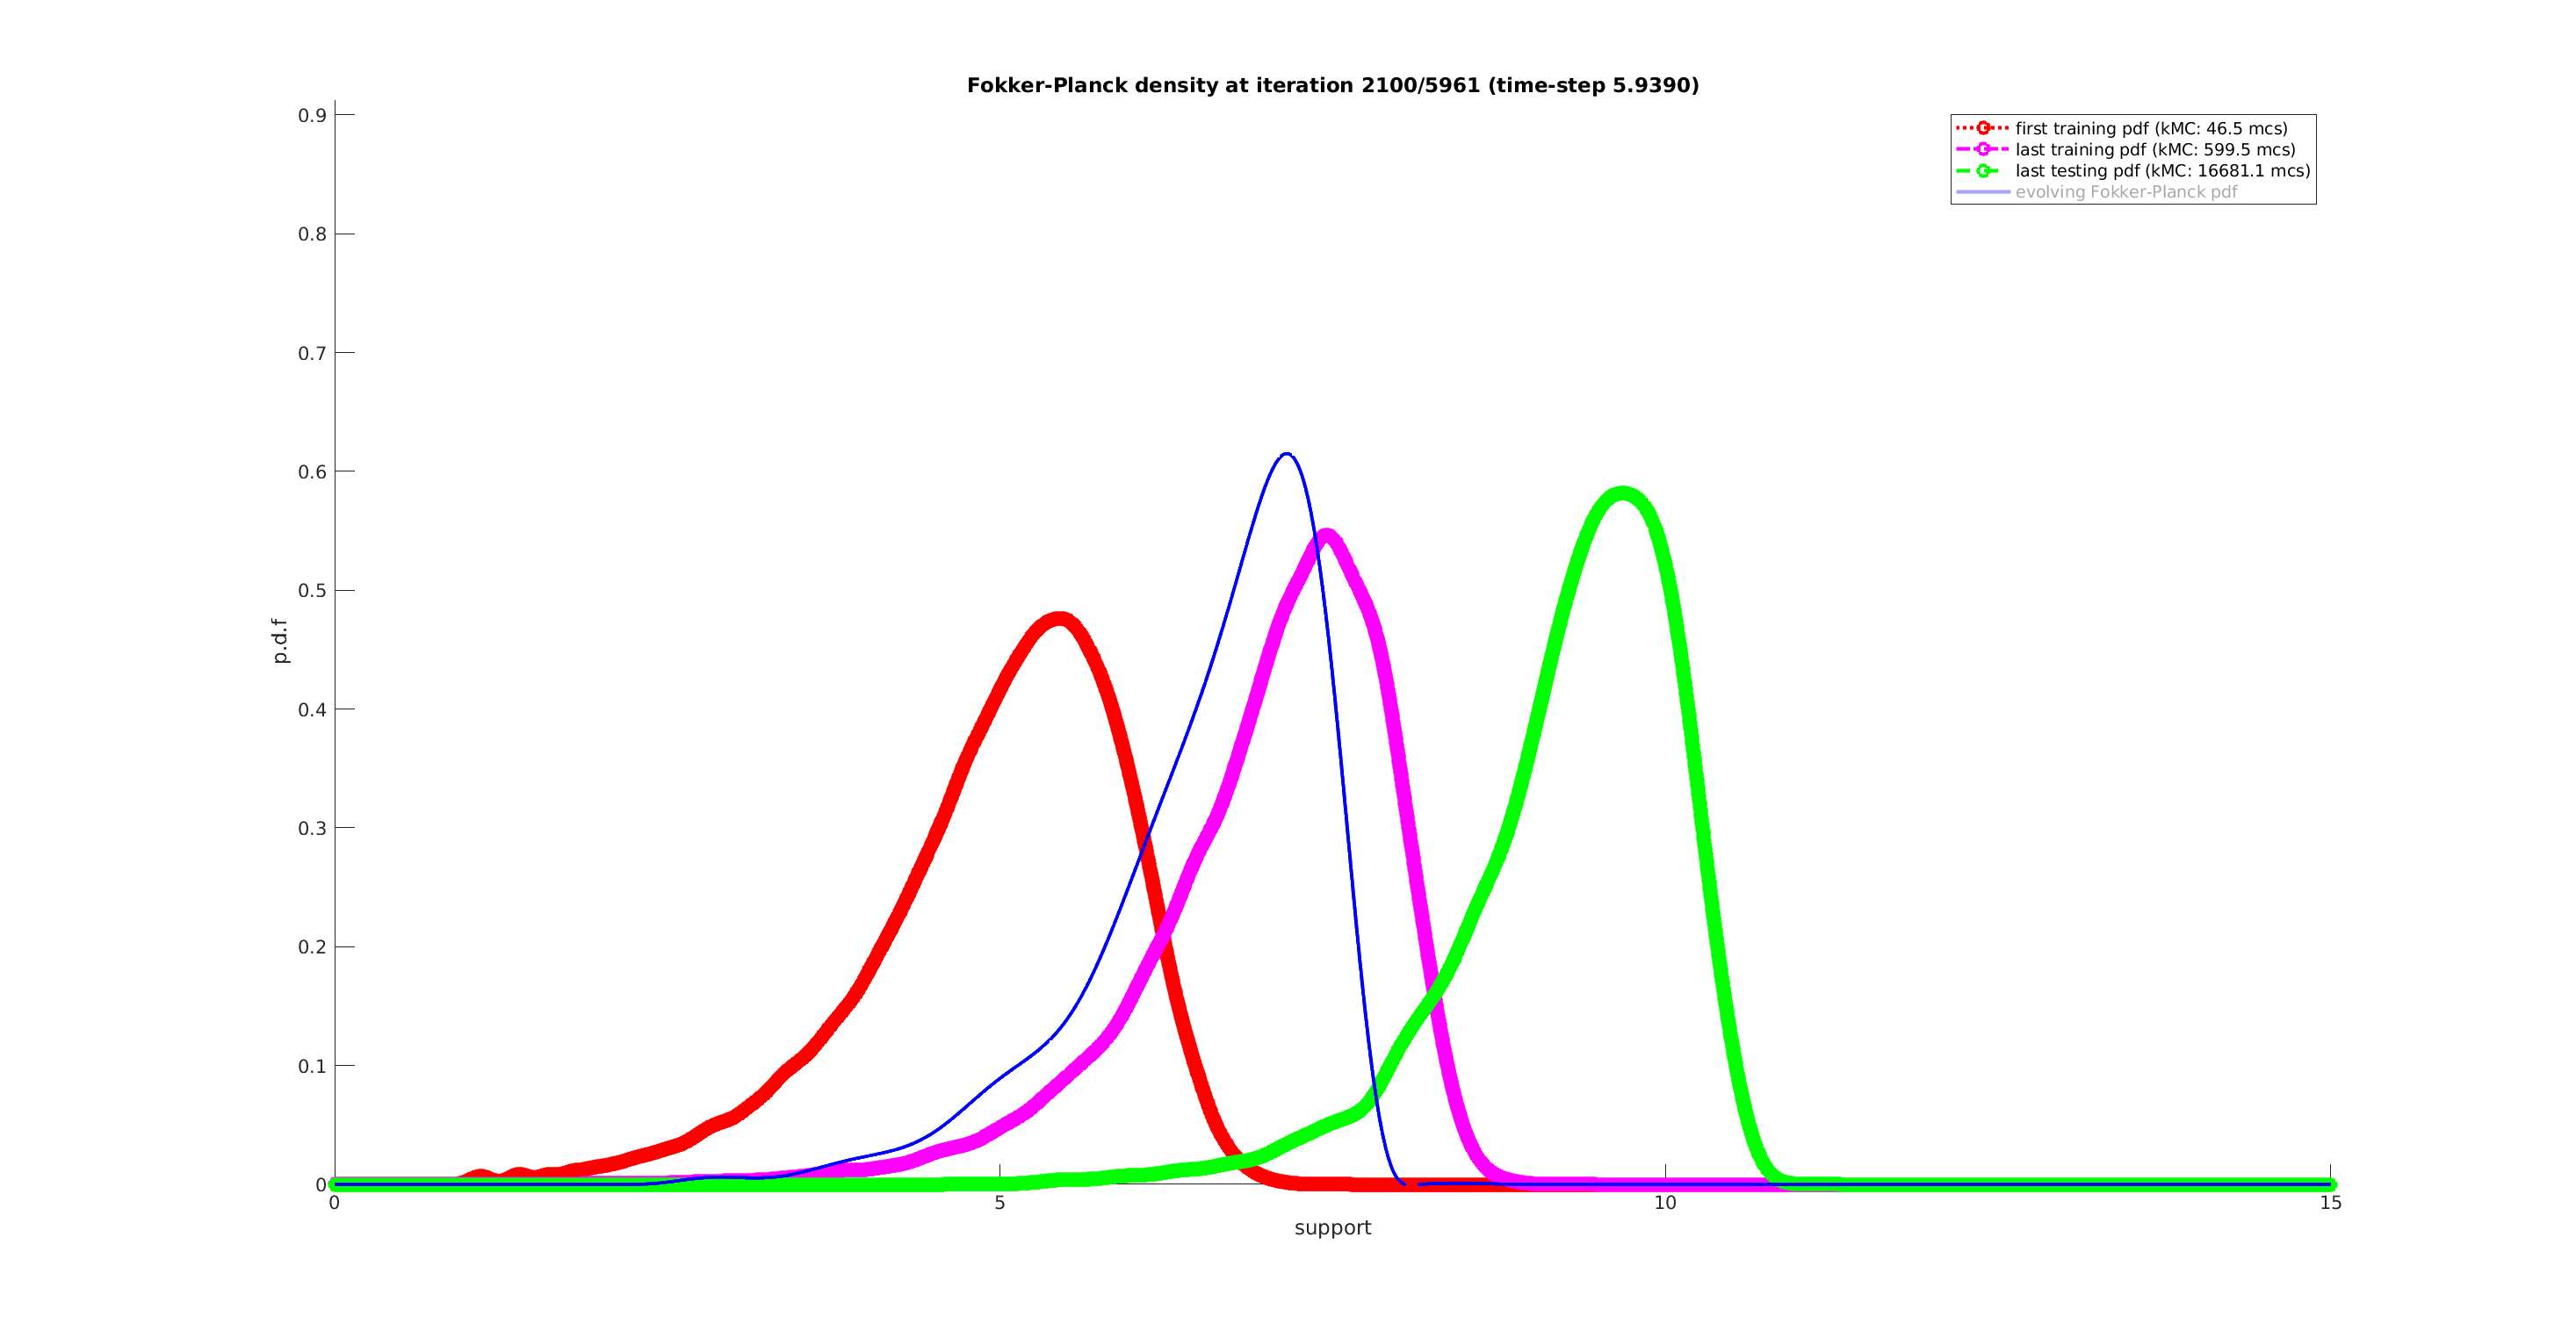 Fokker-Planck density at iteration 2100/5961 (time-step 5.9390)
first training pdf (kMC: 46.5 mcs)
last training pdf (kMC: 599.5 mcs)
last testing pdf (kMC: 16681.1 mcs)
evolving Fokker-Planck pdf
0.9
0.8
0.7
0.6
0.5
0.4
0.3
0.2
0.1
0
p.d.f
0 5 10 15
support